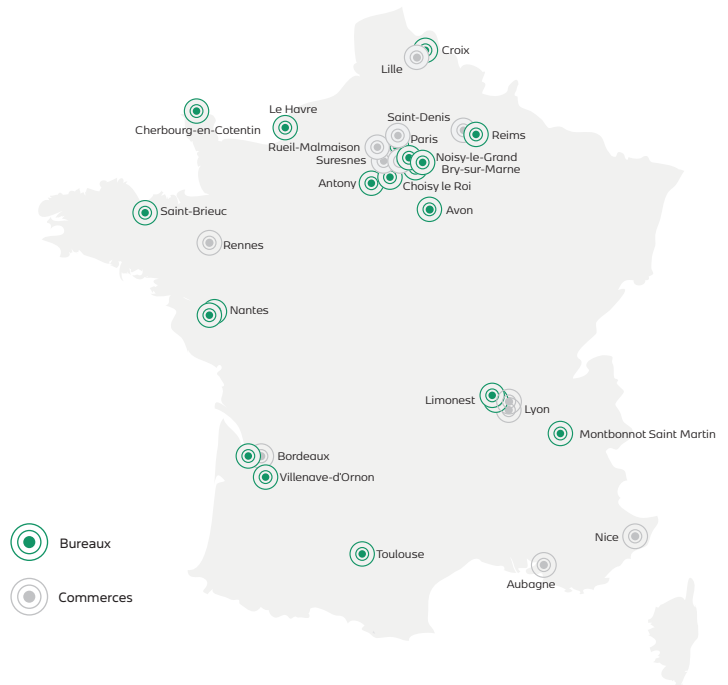 Croix
Lille
Le Havre
Cherbourg-en-Cotentin
Saint-Denis
Reims
Paris
Rueil-Malmaison
Suresnes
Noisy-le-Grand
Bry-sur-Marne
Antony
Choisy le Roi
Saint-Brieuc
Avon
Rennes
Nantes
Limonest
Lyon
Montbonnot Saint Martin
Bordeaux
Villenave-d'Ornon
Nice
Bureaux
Toulouse
Aubagne
Commerces